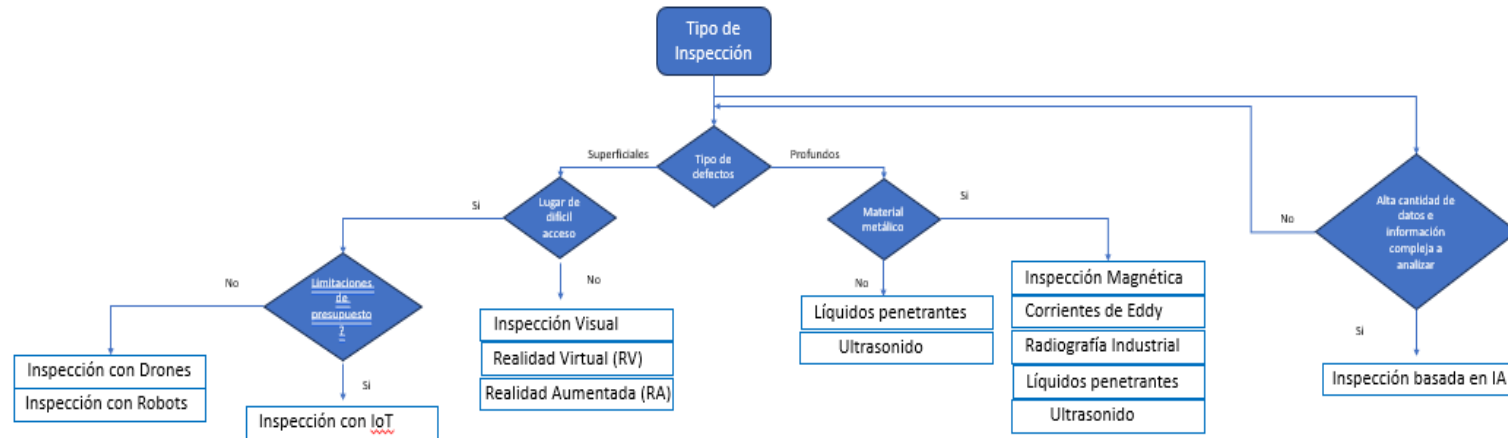 Tipo de
Inspección
Superficiales
Tipo de
defectos
Profundos
Si
Lugar de
difícil
acceso
Material
metálico
Si
No
Alta cantidad de
datos e
información
compleja a
analizar
No
Limitaciones
de
presupuesto
?
No
No
Inspección Visual
Realidad Virtual (RV)
Realidad Aumentada (RA)
Líquidos penetrantes
Ultrasonido
Inspección Magnética
Corrientes de Eddy
Radiografía Industrial
Líquidos penetrantes
Ultrasonido
Si
Inspección basada en IA
Inspección con Drones
Inspección con Robots
Si
Inspección con IoT